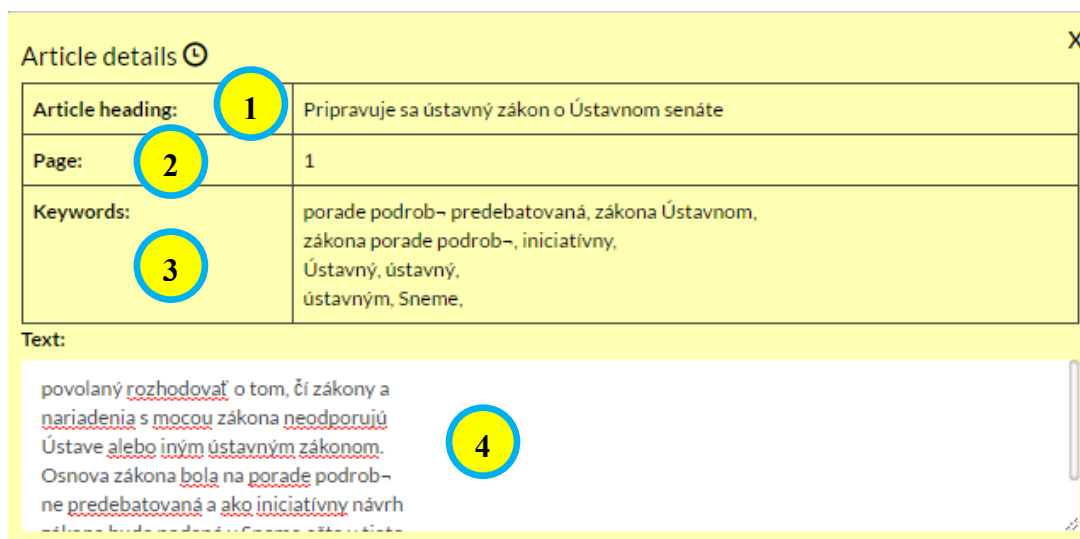 X
Article details
Article heading: 1 Pripravuje sa ústavný zákon o Ústavnom senáte
Page: 2 1
Keywords: porade podrob¬ predebatovaná, zákona Ústavnom,
zákona porade podrob¬, iniciatívny,
3 Ústavný, ústavný,
ústavným, Sneme,
Text:
povolaný rozhodovať o tom, čí zákony a
nariadenia s mocou zákona neodporujú
Ústave alebo iným ústavným zákonom. 4
Osnova zákona bola na porade podrob¬
ne predebatovaná a ako iniciatívny návrh